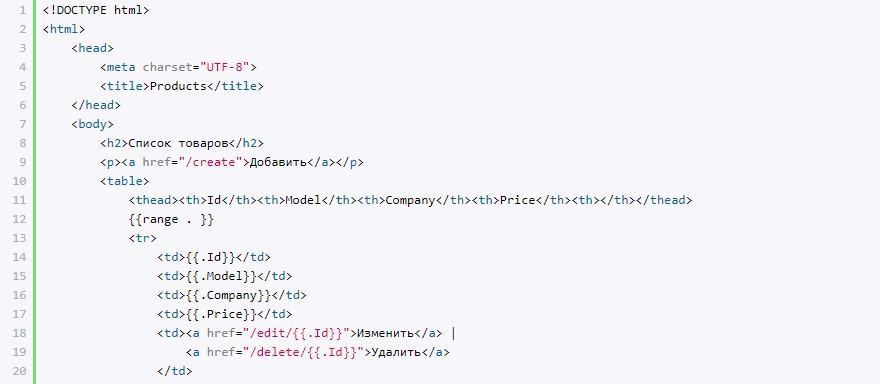 1 <!DOCTYPE html>
2 <html>
3     <head>
4         <meta charset="UTF-8">
5         <title>Products</title>
6     </head>
7     <body>
8         <h2>Список товаров</h2>
9         <p><a href="/create">Добавить</a></p>
10         <table>
11             <thead><th>Id</th><th>Model</th><th>Company</th><th>Price</th><th></th></thead>
12             {{range . }}
13             <tr>
14                 <td>{{.Id}}</td>
15                 <td>{{.Model}}</td>
16                 <td>{{.Company}}</td>
17                 <td>{{.Price}}</td>
18                 <td><a href="/edit/{{.Id}}">Изменить</a> |
19                     <a href="/delete/{{.Id}}">Удалить</a>
20                 </td>